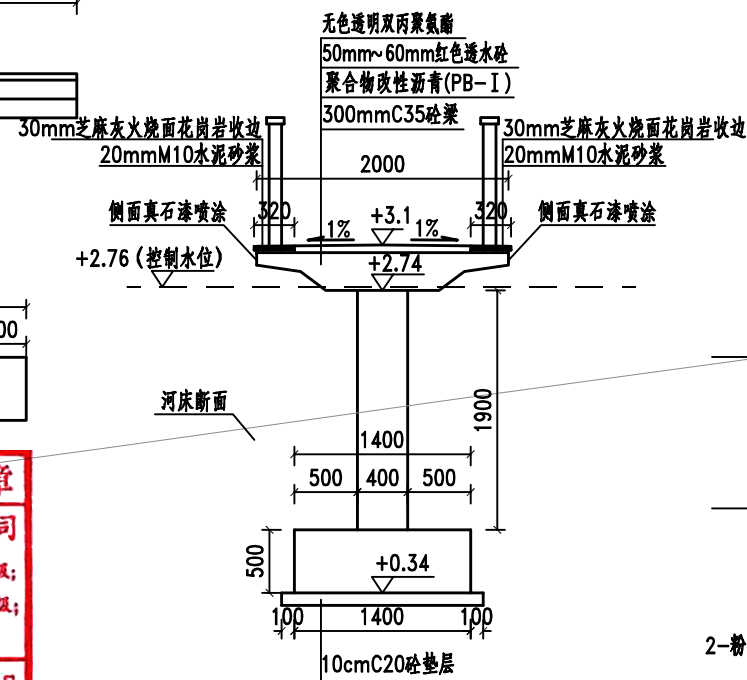 无色透明双丙聚氨酯
50mm~60mm红色透水砼
聚合物改性沥青(PB-Ⅰ)
300mmC35砼梁
30mm芝麻灰火烧面花岗岩收边
20mmM10水泥砂浆
30mm芝麻灰火烧面花岗岩收边
20mmM10水泥砂浆
2000
侧面真石漆喷涂
320
1%
+3.1
1%
320
侧面真石漆喷涂
+2.76(控制水位)
+2.74
00
河床断面
1900
1400
500
400
500
章
司
级;
级;
500
+0.34
100
1400
100
10cmC20砼垫层
2-粉